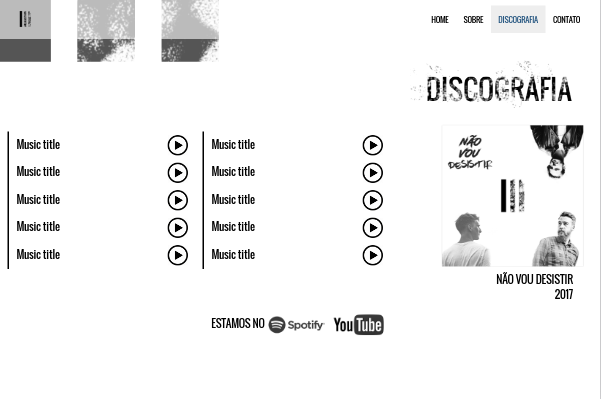 HOME SOBRE DISCOGRAFIA CONTATO
DISCOGRAFIA
Music title
Music title
Music title
Music title
Music title
Music title
Music title
Music title
Music title
Music title
NÃO
VOU
DESISTIR
NÃO VOU DESISTIR
2017
ESTAMOS NO Spotify YouTube